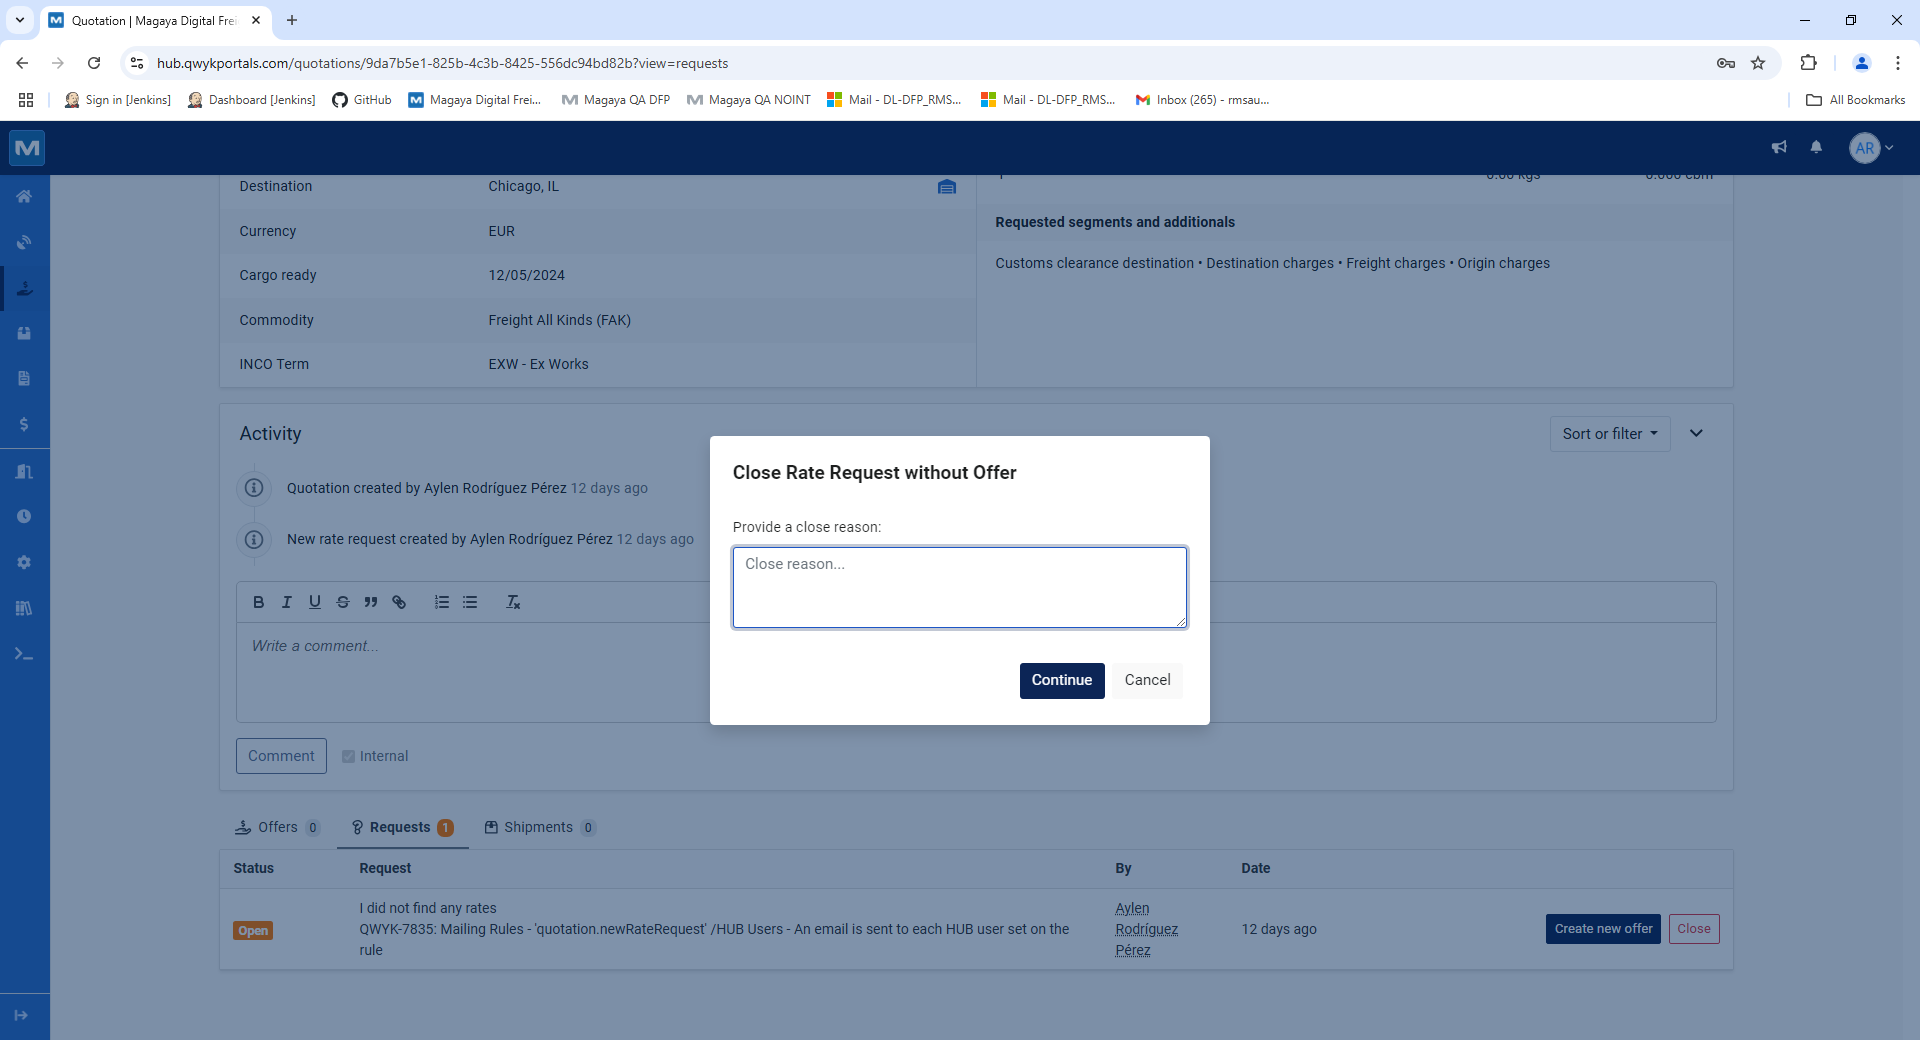 Quotation | Magaya Digital Frei
hub.qwykportals.com/quotations/9da7b5e1-825b-4c3b-8425-556dc94bd82b?view=requests
Sign in [Jenkins]
Dashboard [Jenkins]
GitHub
Magaya Digital Frei...
Magaya QA DFP
Magaya QA NOINT
Mail - DL-DFP_RMS...
Mail - DL-DFP_RMS...
Inbox (265) - rmsau...
All Bookmarks
AR
Destination Chicago, IL
Currency EUR
Cargo ready 12/05/2024
Commodity Freight All Kinds (FAK)
INCO Term EXW - Ex Works
Requested segments and additionals
Customs clearance destination • Destination charges • Freight charges • Origin charges
Activity
Sort or filter
Quotation created by Aylen Rodríguez Pérez 12 days ago
New rate request created by Aylen Rodríguez Pérez 12 days ago
Write a comment...
Comment
Internal
Close Rate Request without Offer
Provide a close reason:
Close reason...
Continue
Cancel
Offers 0
Requests 1
Shipments 0
Status Request By Date
Open
I did not find any rates
QWYK-7835: Mailing Rules - 'quotation.newRateRequest' /HUB Users - An email is sent to each HUB user set on the
rule
Aylen
Rodríguez
Pérez
12 days ago
Create new offer
Close